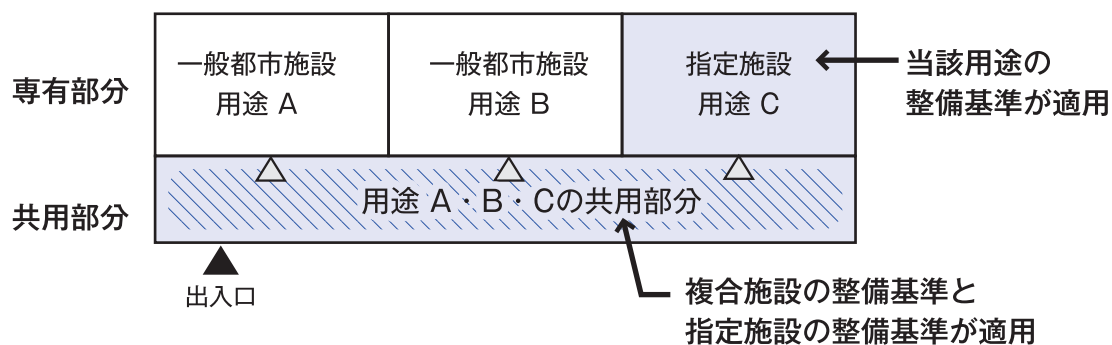 専有部分
一般都市施設
用途 A
一般都市施設
用途 B
指定施設
用途 C
当該用途の
整備基準が適用
共用部分
用途 A・B・Cの共用部分
出入口
複合施設の整備基準と
指定施設の整備基準が適用